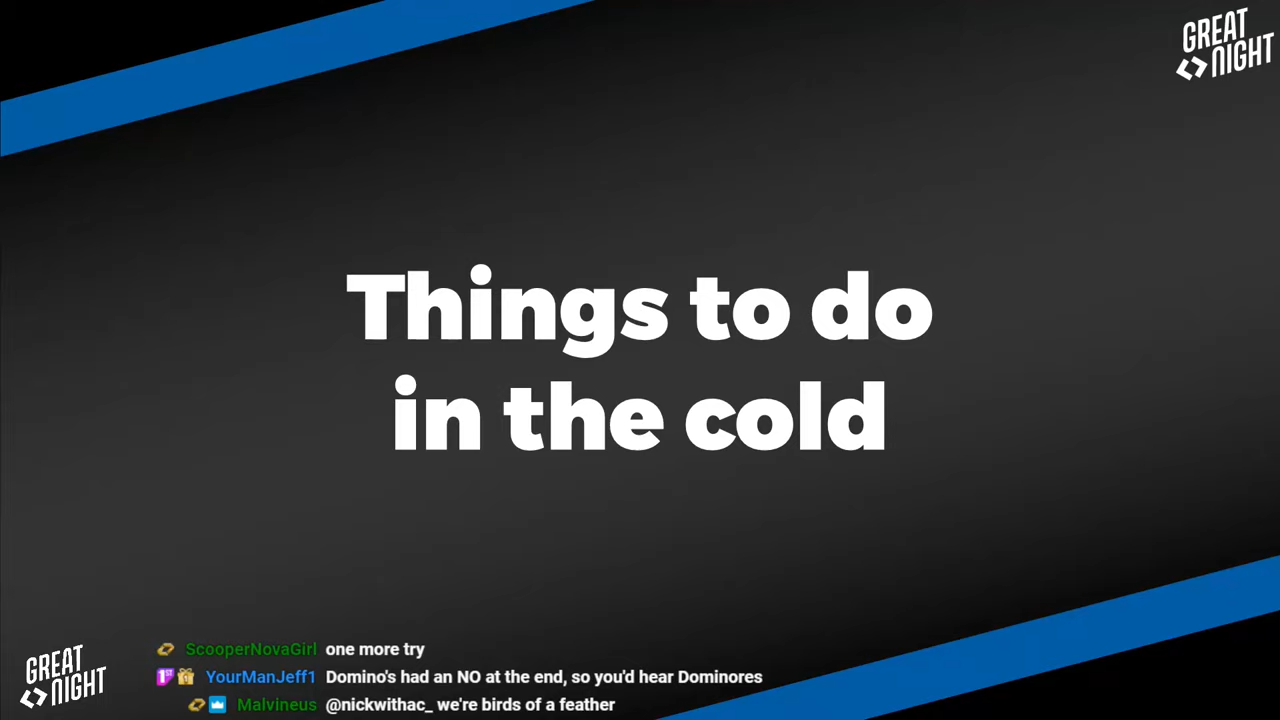 GREAT
NIGHT
Things to do
in the cold
GREAT
NIGHT
ScooperNovaGirl one more try
YourManJeff1 Domino's had an NO at the end, so you'd hear Dominores
Malvineus @nickwithac_ we're birds of a feather